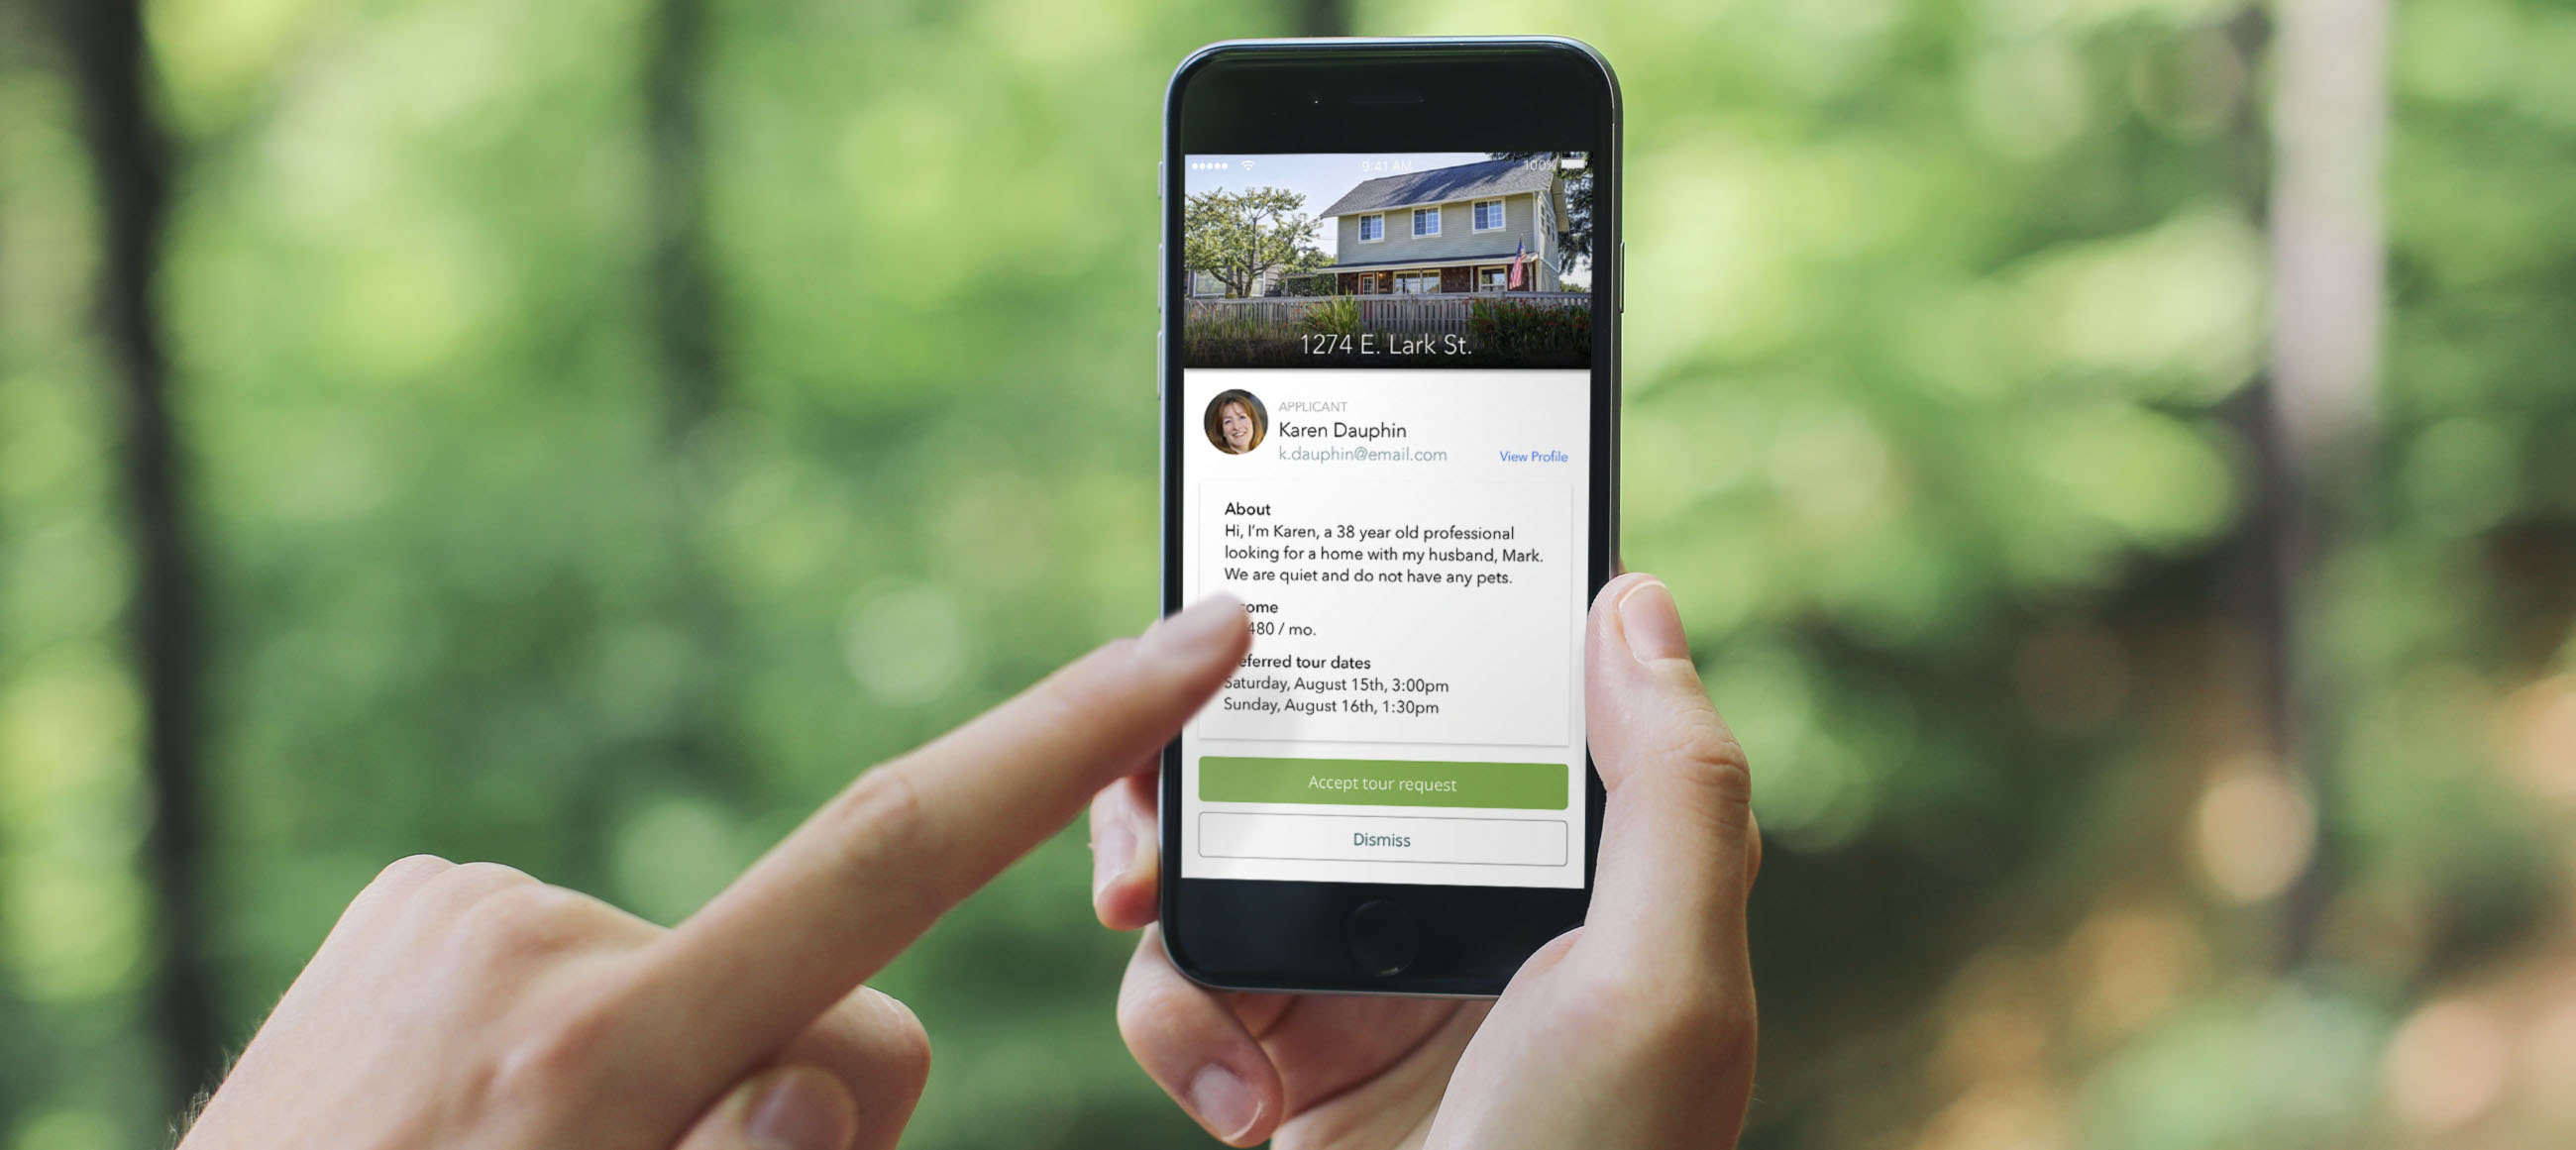 9:41 AM 100%
1274 E. Lark St.
APPLICANT
Karen Dauphin
k.dauphin@email.com
View Profile
About
Hi, I'm Karen, a 38 year old professional
looking for a home with my husband, Mark.
We are quiet and do not have any pets.
come
480 / mo.
eferred tour dates
Saturday, August 15th, 3:00pm
Sunday, August 16th, 1:30pm
Accept tour request
Dismiss